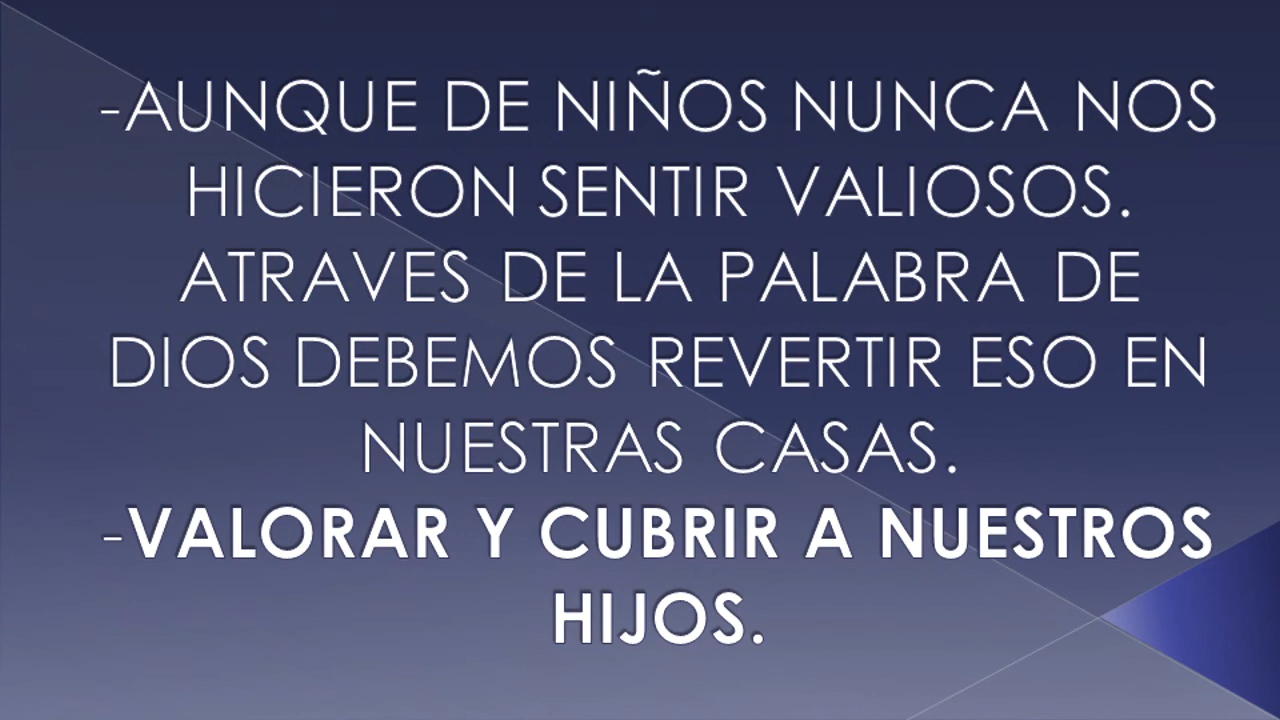 -AUNQUE DE NIÑOS NUNCA NOS
HICIERON SENTIR VALIOSOS.
ATRAVES DE LA PALABRA DE
DIOS DEBEMOS REVERTIR ESO EN
NUESTRAS CASAS.
-VALORAR Y CUBRIR A NUESTROS
HIJOS.